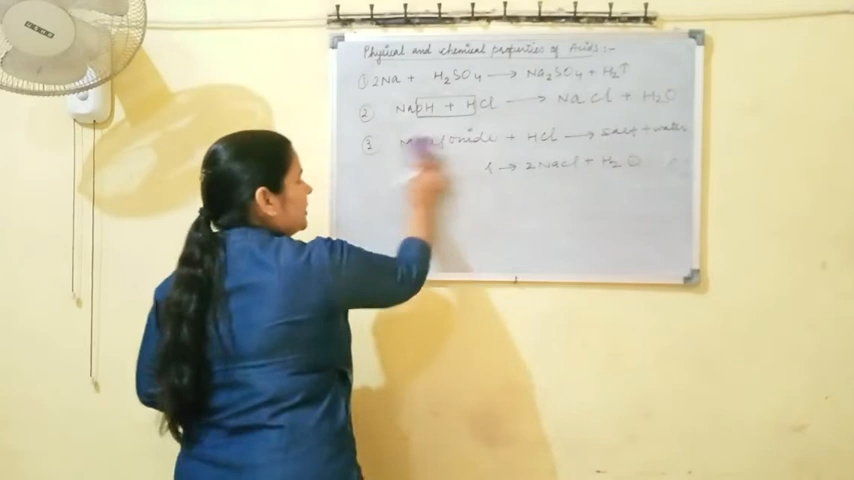 Physical and chemical properties of Acids:-
① 2Na + H₂SO₄ → Na₂SO₄ + H₂↑
② NaOH + HCl → NaCl + H₂O
③ + HCl → salt + water
→ 2NaCl + H₂O